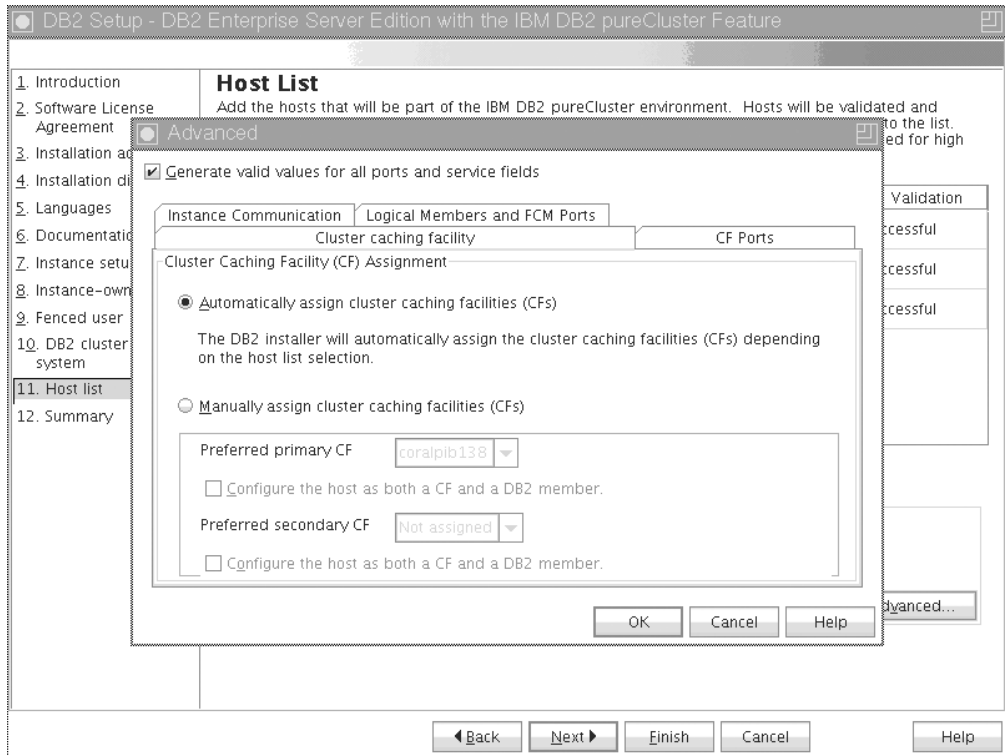 DB2 Setup - DB2 Enterprise Server Edition with the IBM DB2 pureCluster Feature
1. Introduction
2. Software License
Agreement
3. Installation
4. Installation
5. Languages
6.
7. Instance
8.
9. Fenced user
10. DB2 cluster
system
11. Host list
12. Summary
Host List
Add the hosts that will be part of the IBM DB2 pureCluster environment. Hosts will be validated and
to the list.
for high
Validation
Advanced
Generate valid values for all ports and service fields
Instance Communication
Logical Members and FCM Ports
Cluster caching facility
CF Ports
Cluster Caching Facility (CF) Assignment
Automatically assign cluster caching facilities (CFs)
The DB2 installer will automatically assign the cluster caching facilities (CFs) depending
on the host list selection.
Manually assign cluster caching facilities (CFs)
Preferred primary CF
coralpib138
Configure the host as both a CF and a DB2 member.
Preferred secondary CF
Not assigned
Configure the host as both a CF and a DB2 member.
OK
Cancel
Help
Back
Next
Finish
Cancel
Help